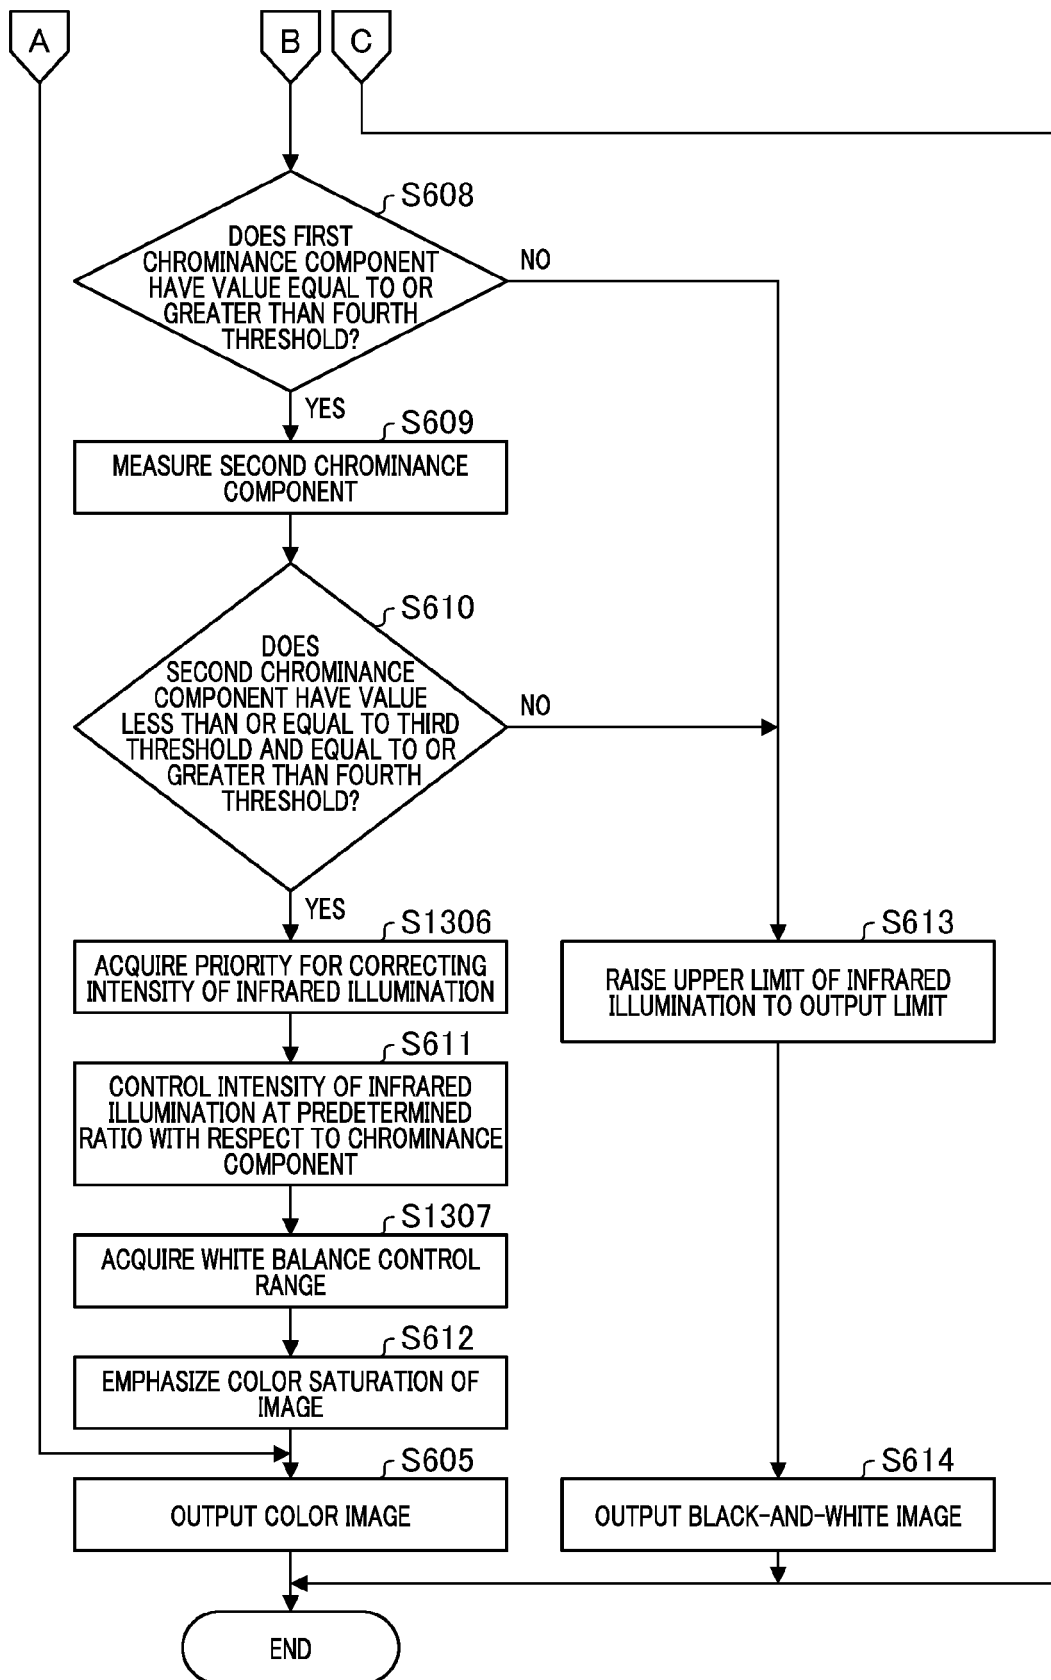 A
B
C
S608
DOES FIRST
CHROMINANCE COMPONENT
HAVE VALUE EQUAL TO OR
GREATER THAN FOURTH
THRESHOLD?
NO
YES
S609
MEASURE SECOND CHROMINANCE
COMPONENT
S610
DOES
SECOND CHROMINANCE
COMPONENT HAVE VALUE
LESS THAN OR EQUAL TO THIRD
THRESHOLD AND EQUAL TO OR
GREATER THAN FOURTH
THRESHOLD?
NO
YES
S1306
ACQUIRE PRIORITY FOR CORRECTING
INTENSITY OF INFRARED ILLUMINATION
S613
RAISE UPPER LIMIT OF INFRARED
ILLUMINATION TO OUTPUT LIMIT
S611
CONTROL INTENSITY OF INFRARED
ILLUMINATION AT PREDETERMINED
RATIO WITH RESPECT TO CHROMINANCE
COMPONENT
S1307
ACQUIRE WHITE BALANCE CONTROL
RANGE
S612
EMPHASIZE COLOR SATURATION OF
IMAGE
S605
OUTPUT COLOR IMAGE
S614
OUTPUT BLACK-AND-WHITE IMAGE
END